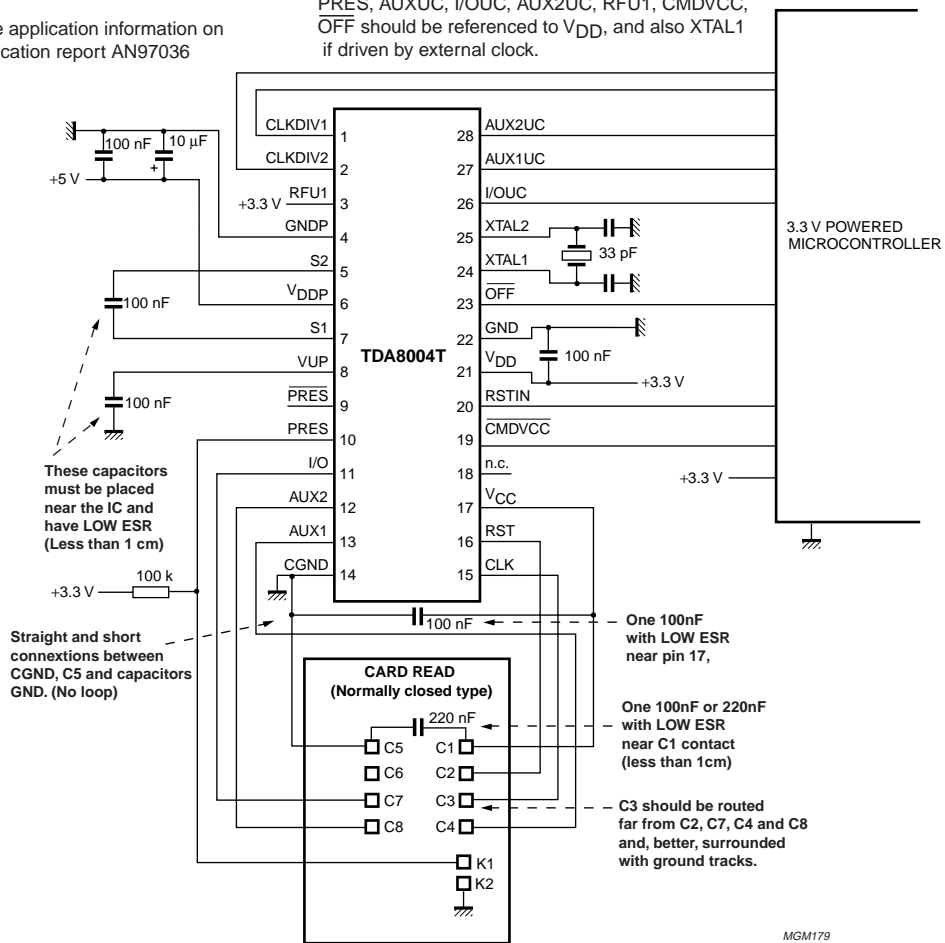 e application information on
ication report AN97036
PRES, AUXUC, I/OUC, AUX2UC, RFU1, CMDVCC,
OFF should be referenced to VDD, and also XTAL1
if driven by external clock.
100 nF
10 µF
+
+5 V
+3.3 V
CLKDIV1
1
CLKDIV2
2
RFU1
3
GNDP
4
S2
5
VDDP
6
S1
7
VUP
8
PRES
9
PRES
10
I/O
11
AUX2
12
AUX1
13
CGND
14
TDA8004T
28
AUX2UC
27
AUX1UC
26
I/OUC
25
XTAL2
24
XTAL1
23
OFF
22
GND
21
VDD
20
RSTIN
19
CMDVCC
18
n.c.
17
VCC
16
RST
15
CLK
33 pF
100 nF
+3.3 V
3.3 V POWERED
MICROCONTROLLER
+3.3 V
100 nF
100 nF
These capacitors
must be placed
near the IC and
have LOW ESR
(Less than 1 cm)
+3.3 V
100 k
Straight and short
connextions between
CGND, C5 and capacitors
GND. (No loop)
100 nF
One 100nF
with LOW ESR
near pin 17,
CARD READ
(Normally closed type)
220 nF
One 100nF or 220nF
with LOW ESR
near C1 contact
(less than 1cm)
C5
C1
C6
C2
C7
C3
C8
C4
K1
K2
C3 should be routed
far from C2, C7, C4 and C8
and, better, surrounded
with ground tracks.
MGM179